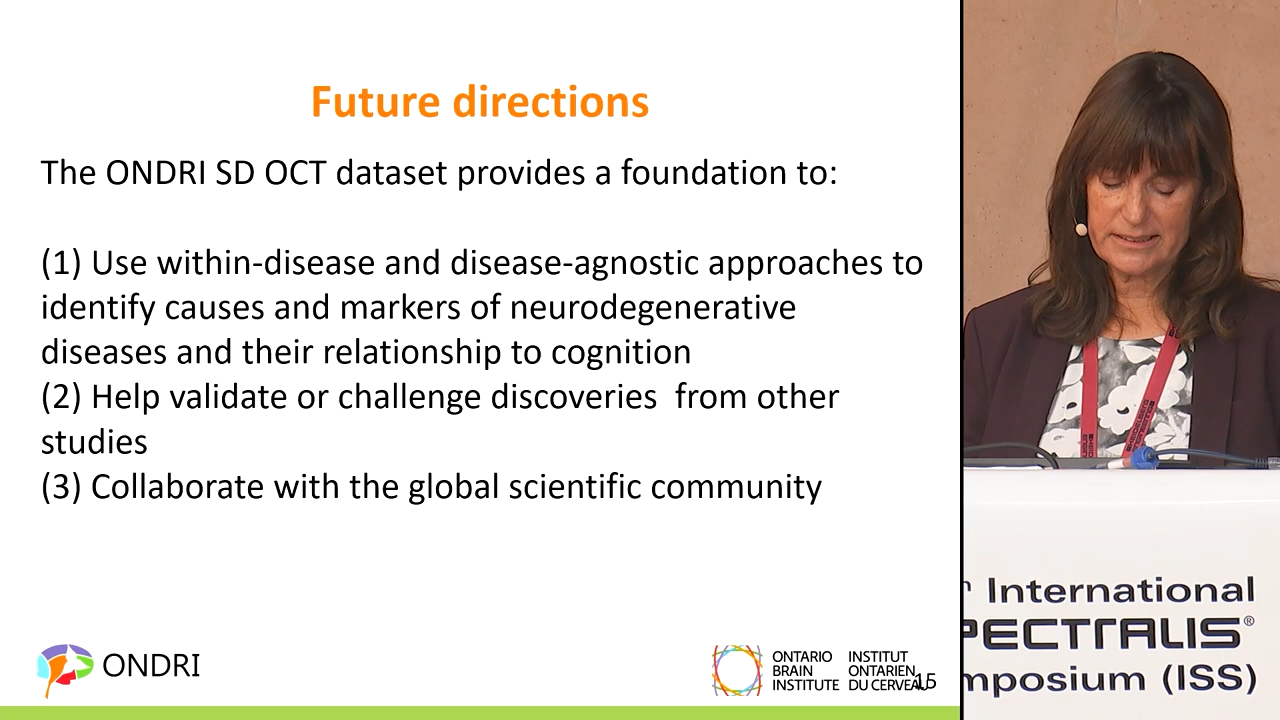 Future directions
The ONDRI SD OCT dataset provides a foundation to:
(1) Use within-disease and disease-agnostic approaches to
identify causes and markers of neurodegenerative
diseases and their relationship to cognition
(2) Help validate or challenge discoveries  from other
studies
(3) Collaborate with the global scientific community
ONDRI
ONTARIO
BRAIN
INSTITUTE
INSTITUT
ONTARIEN
DU CERVEAU
15
International
PECTRALIS®
mposium (ISS)